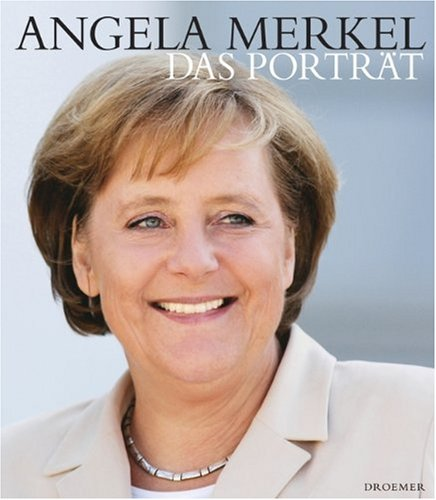 ANGELA MERKEL
DAS PORTRÄT
DROEMER